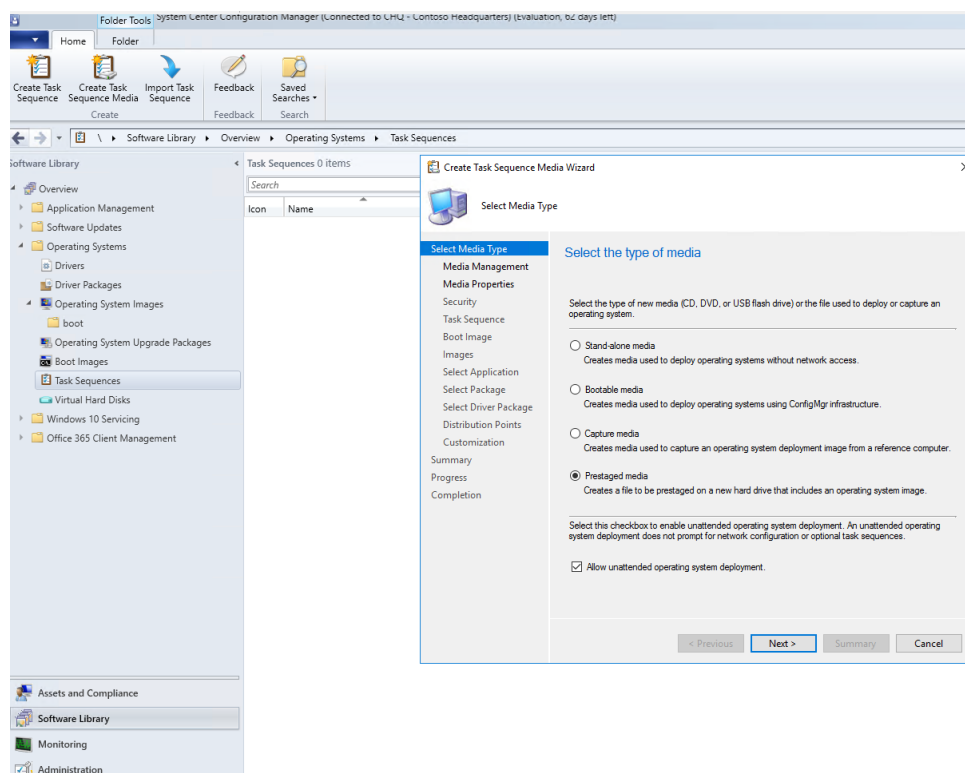 Folder Tools
System Center Configuration Manager (Connected to CHQ - Contoso Headquarters) (Evaluation, 62 days left)
Home
Folder
Create Task Sequence
Create Task Sequence Media
Import Task Sequence
Feedback
Saved Searches
Create
Feedback
Search
\
Software Library
Overview
Operating Systems
Task Sequences
Software Library
Overview
Application Management
Software Updates
Operating Systems
Drivers
Driver Packages
Operating System Images
boot
Operating System Upgrade Packages
Boot Images
Task Sequences
Virtual Hard Disks
Windows 10 Servicing
Office 365 Client Management
Assets and Compliance
Software Library
Monitoring
Administration
Task Sequences 0 items
Search
Icon
Name
Create Task Sequence Media Wizard
Select Media Type
Select Media Type
Media Management
Media Properties
Security
Task Sequence
Boot Image
Images
Select Application
Select Package
Select Driver Package
Distribution Points
Customization
Summary
Progress
Completion
Select the type of media
Select the type of new media (CD, DVD, or USB flash drive) or the file used to deploy or capture an
operating system.
Stand-alone media
Creates media used to deploy operating systems without network access.
Bootable media
Creates media used to deploy operating systems using ConfigMgr infrastructure.
Capture media
Creates media used to capture an operating system deployment image from a reference computer.
Prestaged media
Creates a file to be prestaged on a new hard drive that includes an operating system image.
Select this checkbox to enable unattended operating system deployment. An unattended operating
system deployment does not prompt for network configuration or optional task sequences.
Allow unattended operating system deployment.
< Previous
Next >
Summary
Cancel